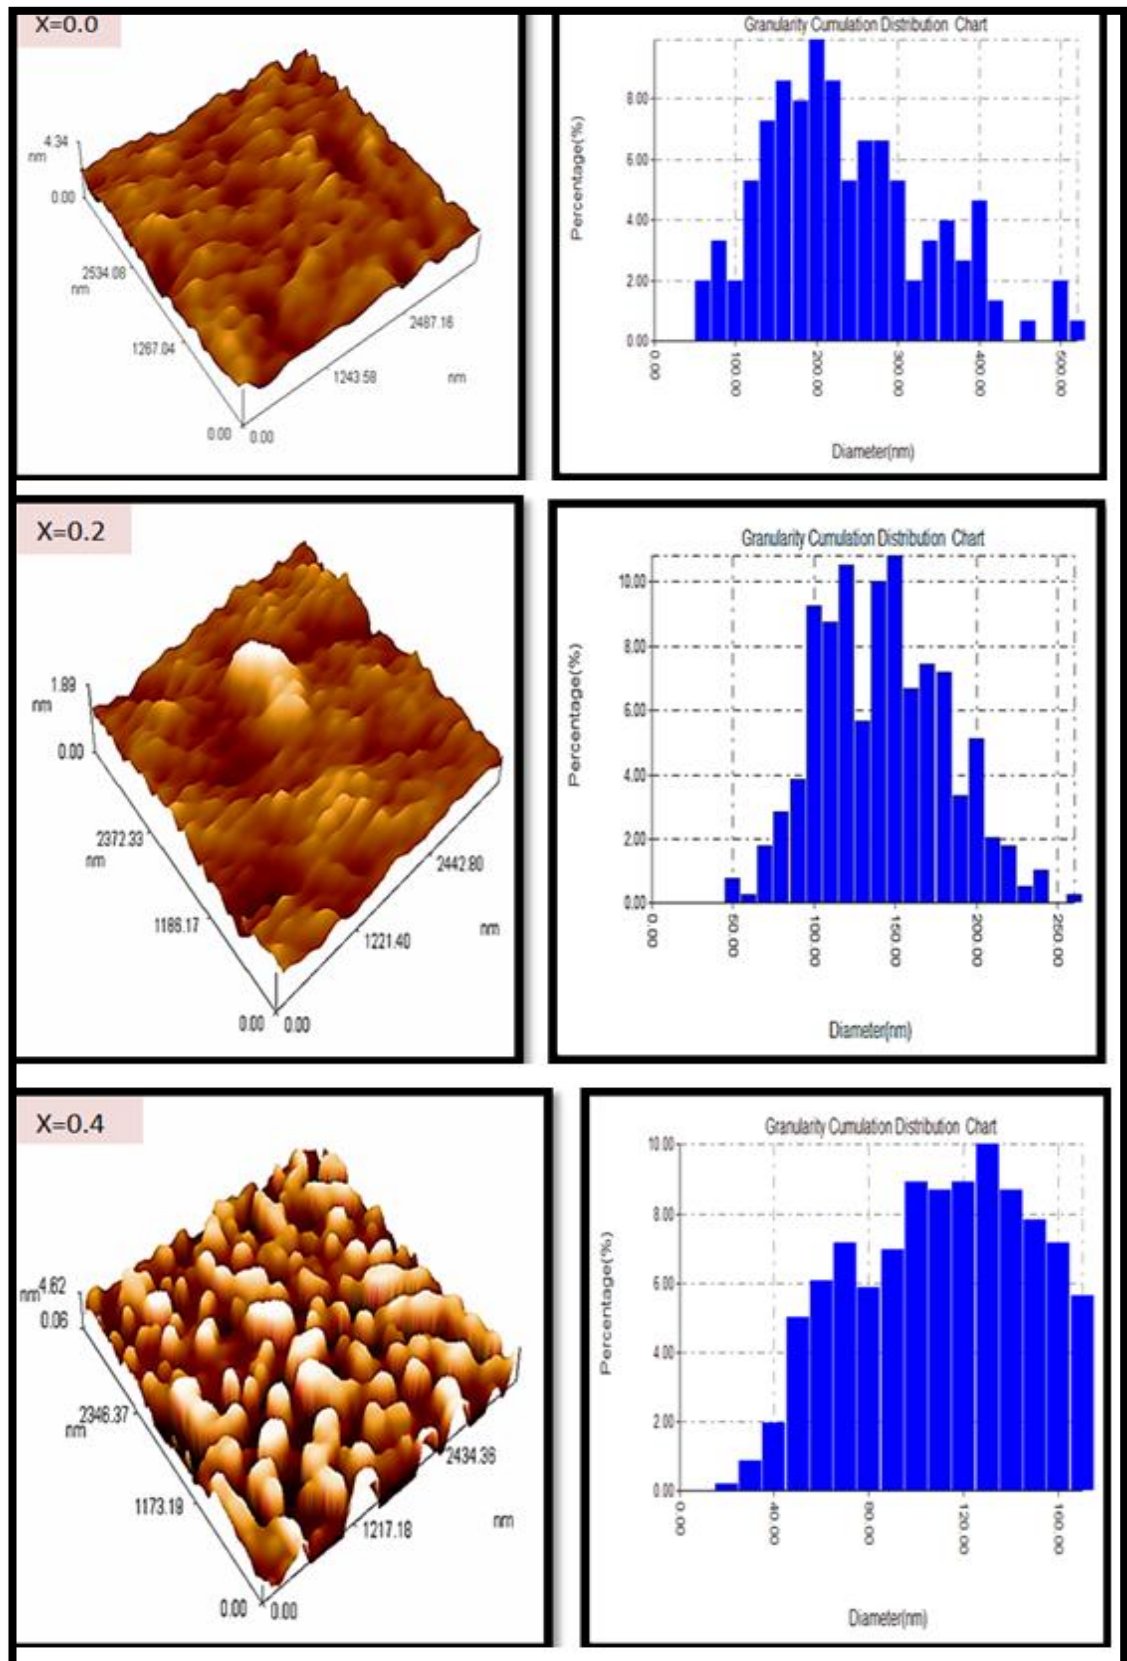 X=0.0
4.34
nm
0.00
2534.08
nm
1267.04
2487.16
1243.58
nm
0.00 0.00
Granularity Cumulation Distribution Chart
Percentage(%)
8.00
6.00
4.00
2.00
0.00
0.00 100.00 200.00 300.00 400.00 500.00
Diameter(nm)
X=0.2
1.89
nm
0.00
2372.33
nm
1186.17
2442.80
1221.40
nm
0.00 0.00
Granularity Cumulation Distribution Chart
Percentage(%)
10.00
8.00
6.00
4.00
2.00
0.00
0.00 50.00 100.00 150.00 200.00 250.00
Diameter(nm)
X=0.4
nm 4.62
0.06
2346.37
nm
1173.19
2434.36
1217.18
nm
0.00 0.00
Granularity Cumulation Distribution Chart
Percentage(%)
10.00
8.00
6.00
4.00
2.00
0.00
0.00 40.00 80.00 120.00 160.00
Diameter(nm)